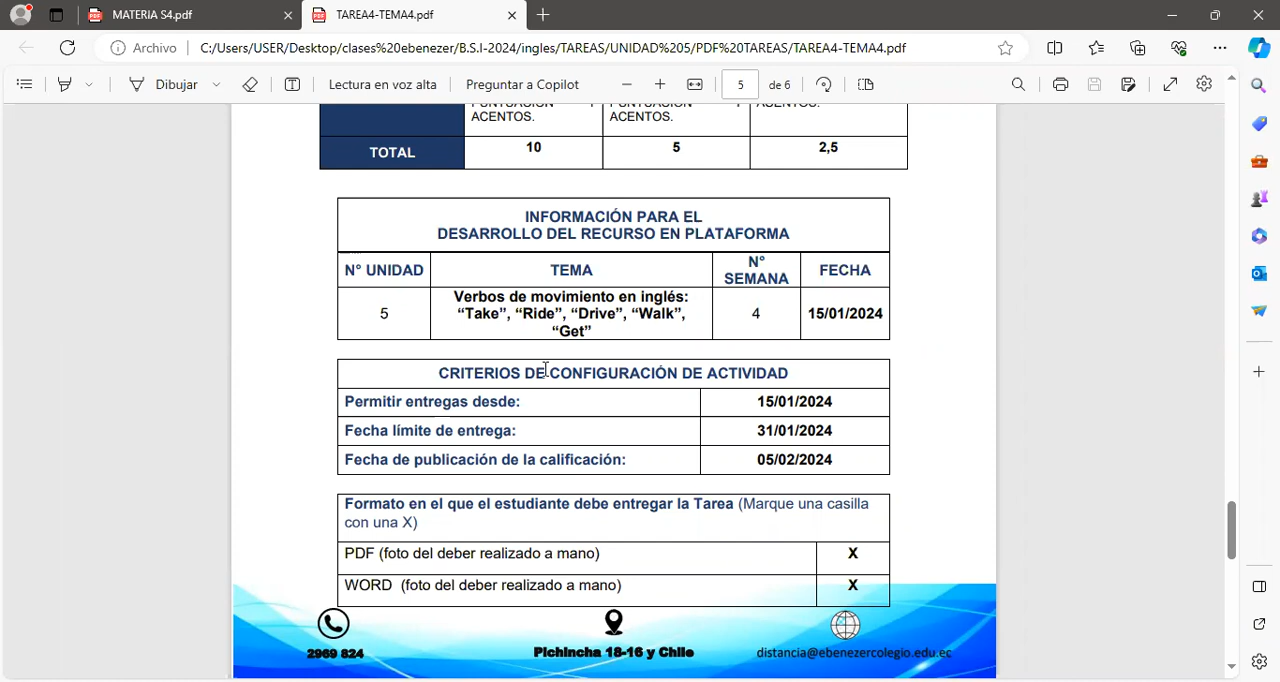 MATERIA S4.pdf
TAREA4-TEMA4.pdf
Archivo
C:/Users/USER/Desktop/clases%20ebenezer/B.S.I-2024/ingles/TAREAS/UNIDAD%205/PDF%20TAREAS/TAREA4-TEMA4.pdf
Dibujar
Lectura en voz alta
Preguntar a Copilot
5
de 6
ACENTOS.
ACENTOS.
TOTAL
10
5
2,5
INFORMACIÓN PARA EL
DESARROLLO DEL RECURSO EN PLATAFORMA
N° UNIDAD
TEMA
N°
SEMANA
FECHA
5
Verbos de movimiento en inglés:
“Take”, “Ride”, “Drive”, “Walk”,
“Get”
4
15/01/2024
CRITERIOS DE CONFIGURACIÓN DE ACTIVIDAD
Permitir entregas desde:
15/01/2024
Fecha límite de entrega:
31/01/2024
Fecha de publicación de la calificación:
05/02/2024
Formato en el que el estudiante debe entregar la Tarea (Marque una casilla
con una X)
PDF (foto del deber realizado a mano)
X
WORD (foto del deber realizado a mano)
X
2969 824
Pichincha 18-16 y Chile
distancia@ebenezercolegio.edu.ec